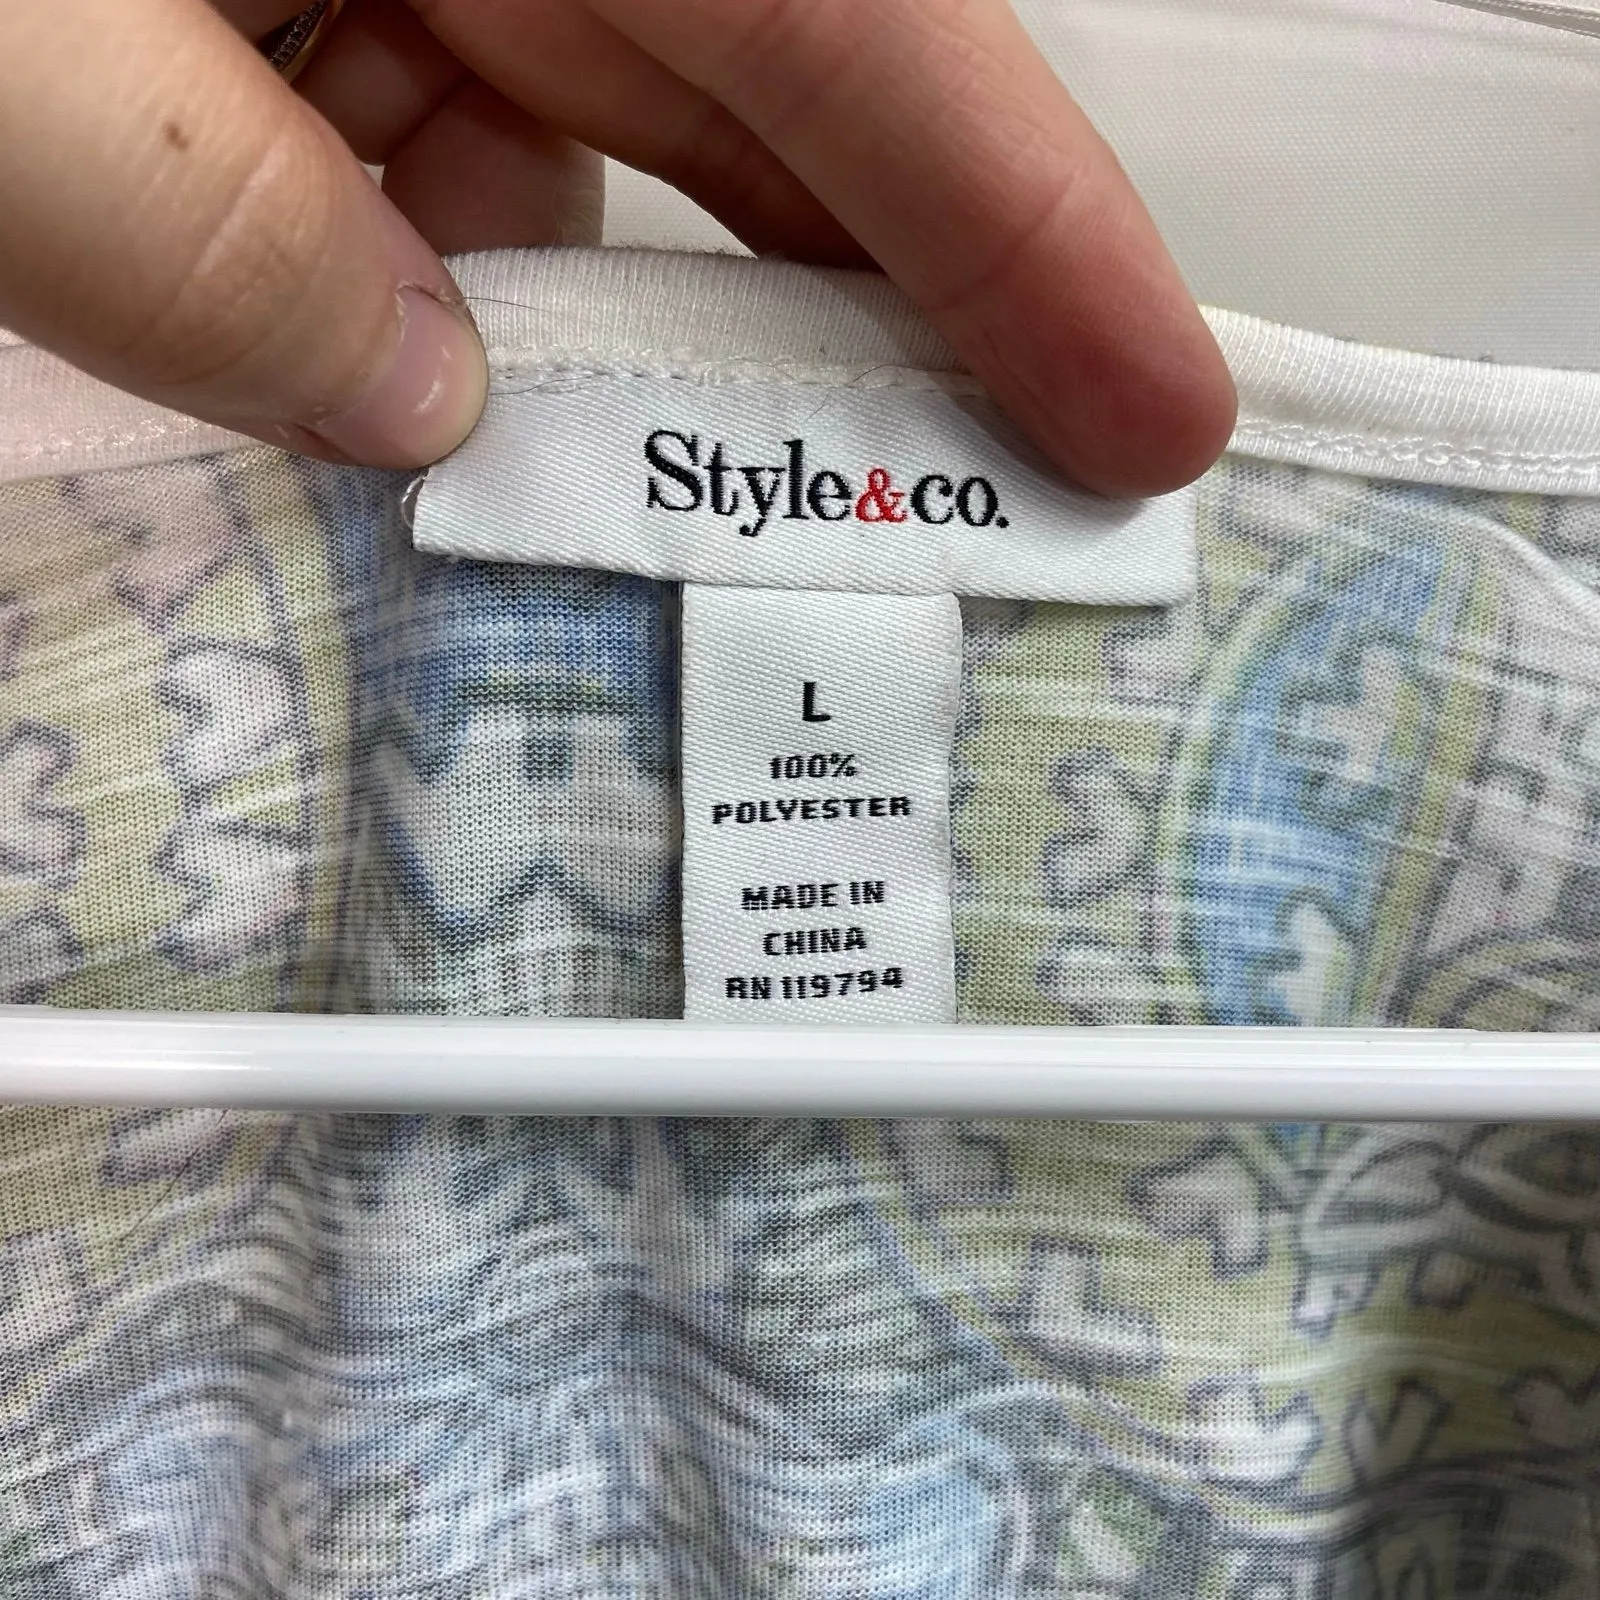 Style&co.
L
100%
POLYESTER
MADE IN
CHINA
RN 119794